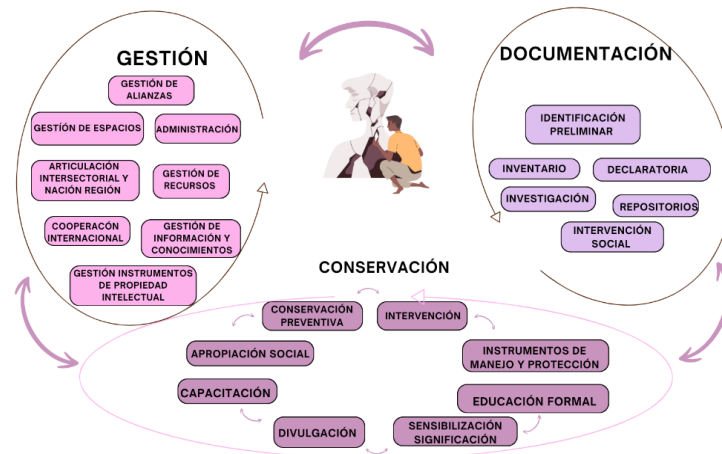 GESTIÓN
GESTIÓN DE
ALIANZAS
GESTÍÓN DE ESPACIOS
ADMINISTRACIÓN
ARTICULACIÓN
INTERSECTORIAL Y
NACIÓN REGIÓN
GESTIÓN DE
RECURSOS
COOPERACÓN
INTERNACIONAL
GESTIÓN DE
INFORMACIÓN Y
CONOCIMIENTOS
GESTIÓN INSTRUMENTOS
DE PROPIEDAD
INTELECTUAL
DOCUMENTACIÓN
IDENTIFICACIÓN
PRELIMINAR
INVENTARIO
DECLARATORIA
INVESTIGACIÓN
REPOSITORIOS
INTERVENCIÓN
SOCIAL
CONSERVACIÓN
CONSERVACIÓN
PREVENTIVA
INTERVENCIÓN
APROPIACIÓN SOCIAL
INSTRUMENTOS DE
MANEJO Y PROTECCIÓN
CAPACITACIÓN
EDUCACIÓN FORMAL
DIVULGACIÓN
SENSIBILIZACIÓN
SIGNIFICACIÓN